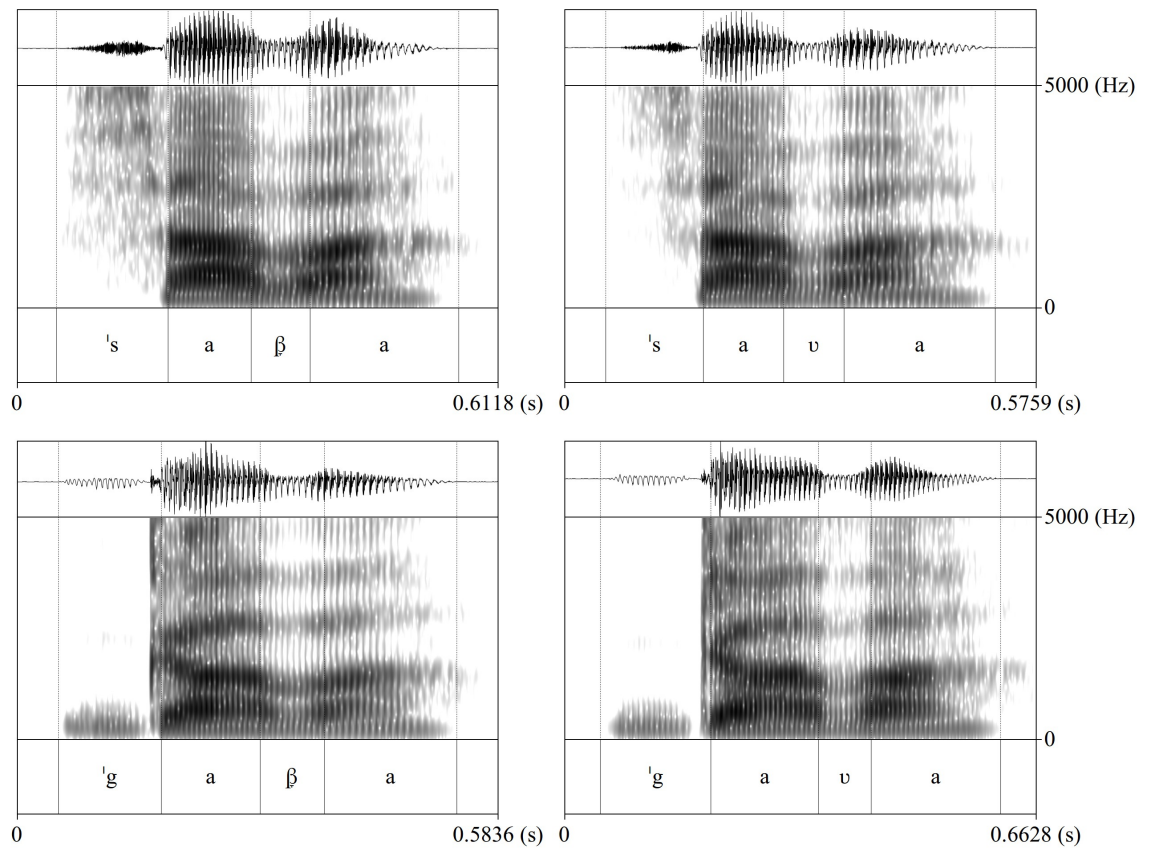 5000 (Hz)
0
ˈs a β̞ a
ˈs a ʋ a
0 0.6118 (s)
0 0.5759 (s)
5000 (Hz)
0
ˈg a β̞ a
ˈg a ʋ a
0 0.5836 (s)
0 0.6628 (s)